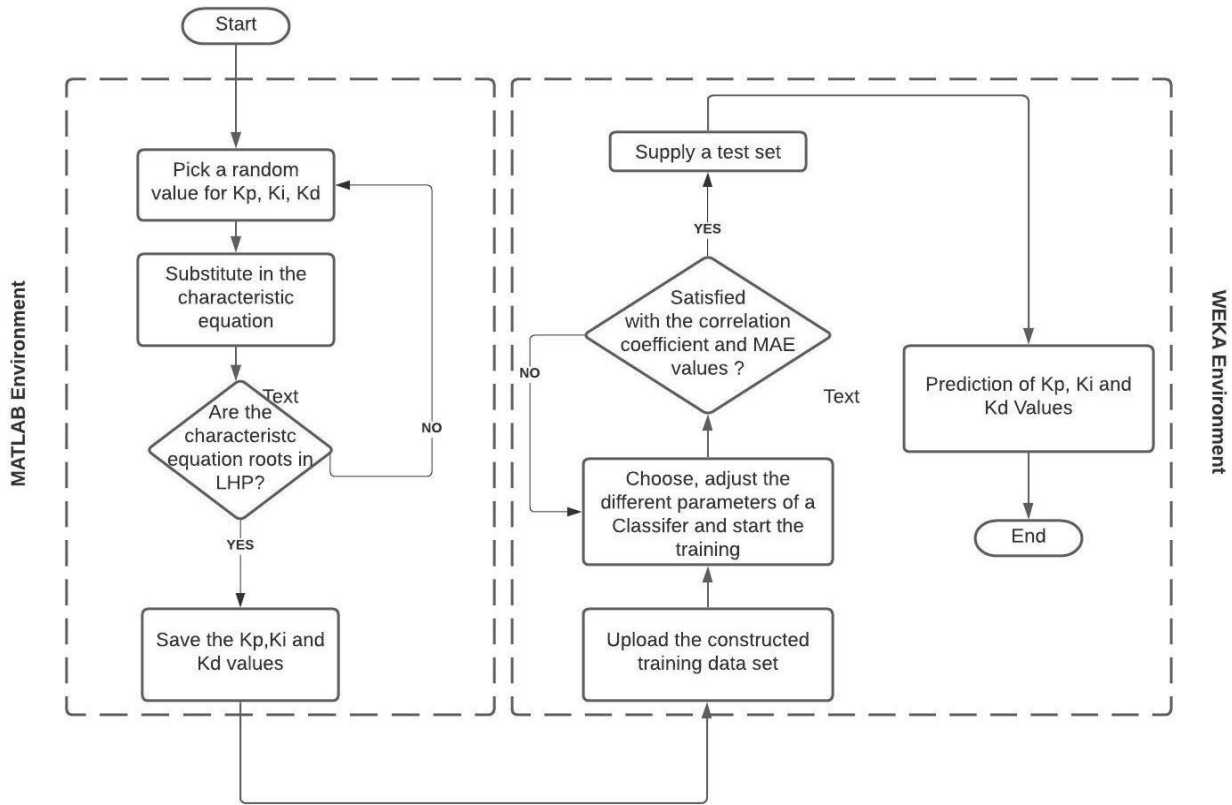 Start
MATLAB Environment
Pick a random
value for Kp, Ki, Kd
Substitute in the
characteristic
equation
Text
Are the
characteristc
equation roots in
LHP?
NO
YES
Save the Kp,Ki and
Kd values
Upload the constructed
training data set
Choose, adjust the
different parameters of a
Classifer and start the
training
Satisfied
with the correlation
coefficient and MAE
values ?
Text
NO
YES
Supply a test set
Prediction of Kp, Ki and
Kd Values
End
WEKA Environment